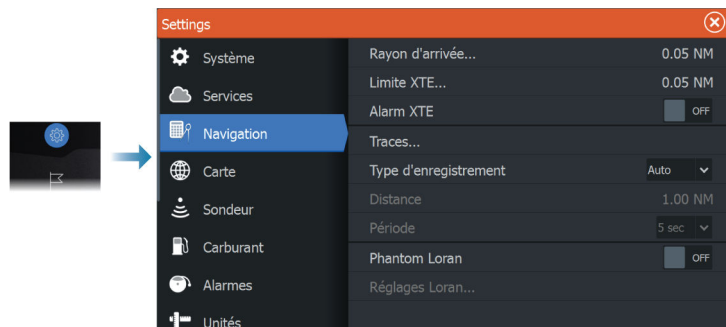 Settings
Système
Services
Navigation
Carte
Sondeur
Carburant
Alarmes
Unités
Rayon d'arrivée... 0.05 NM
Limite XTE... 0.05 NM
Alarm XTE OFF
Traces...
Type d'enregistrement Auto
Distance 1.00 NM
Période 5 sec
Phantom Loran OFF
Réglages Loran...